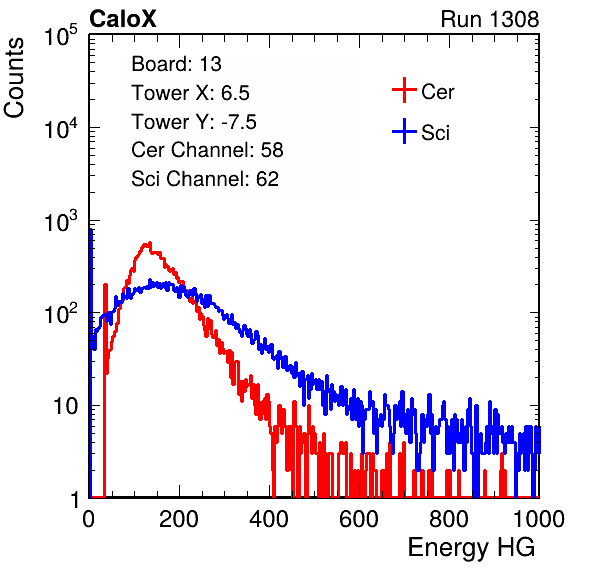 CaloX Run 1308
Counts
10^5
10^4
10^3
10^2
10
1
Board: 13
Tower X: 6.5
Tower Y: -7.5
Cer Channel: 58
Sci Channel: 62
Cer
Sci
0 200 400 600 800 1000
Energy HG